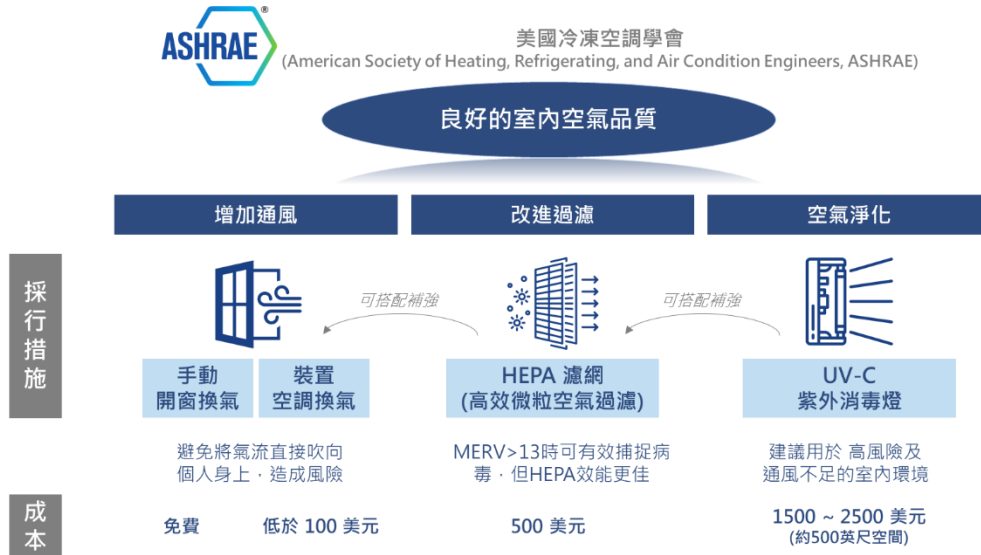 ASHRAE®
美國冷凍空調學會
(American Society of Heating, Refrigerating, and Air Condition Engineers, ASHRAE)
良好的室內空氣品質
增加通風
改進過濾
空氣淨化
採行措施
可搭配補強
可搭配補強
手動
開窗換氣
裝置
空調換氣
HEPA 濾網
(高效微粒空氣過濾)
UV-C
紫外消毒燈
避免將氣流直接吹向
個人身上，造成風險
MERV>13時可有效捕捉病
毒，但HEPA效能更佳
建議用於 高風險及
通風不足的室內環境
成本
免費
低於 100 美元
500 美元
1500 ~ 2500 美元
(約500英尺空間)